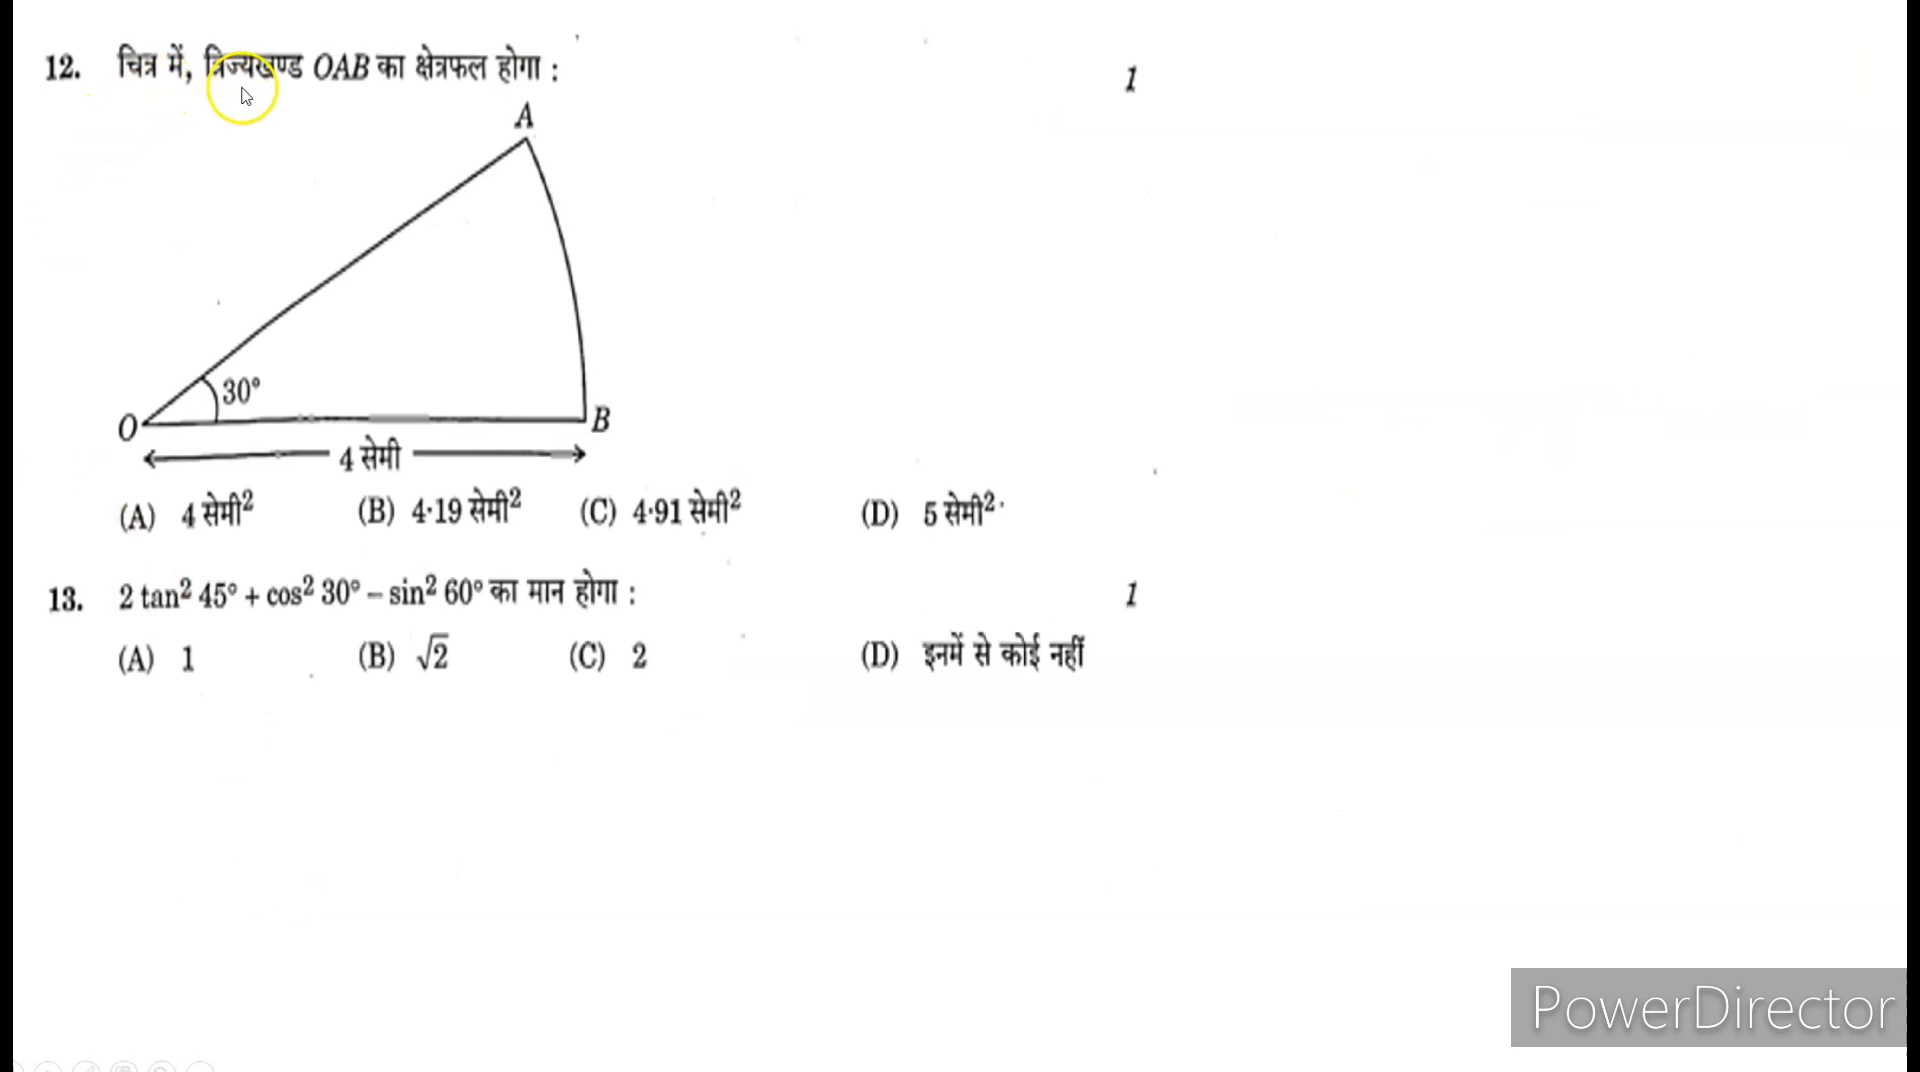 12. चित्र में, त्रिज्यखण्ड OAB का क्षेत्रफल होगा : 1
A
30°
O B
4 सेमी
(A) 4 सेमी² (B) 4·19 सेमी² (C) 4·91 सेमी² (D) 5 सेमी²
13. 2 tan² 45° + cos² 30° – sin² 60° का मान होगा : 1
(A) 1 (B) √2 (C) 2 (D) इनमें से कोई नहीं
PowerDirector